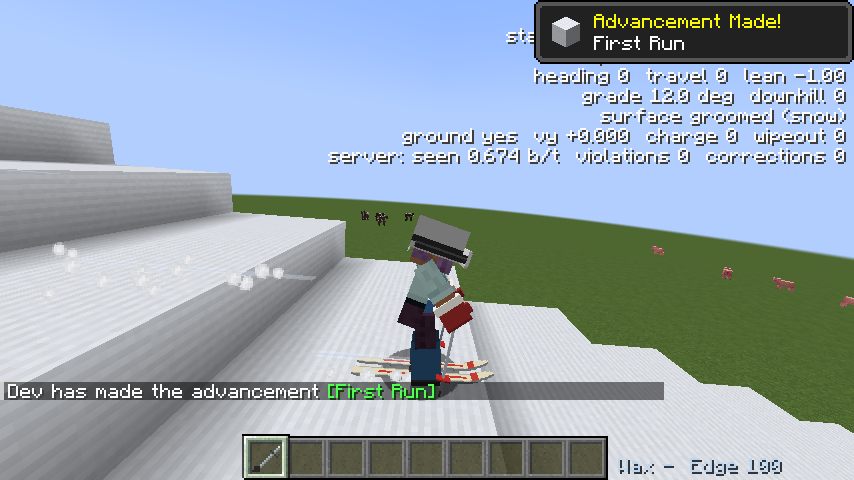 Advancement Made!
First Run
heading 0 travel 0 lean -1.00
grade 12.0 deg downhill 0
surface groomed (snow)
ground yes vy +0.000 charge 0 wipeout 0
server: seen 0.674 b/t violations 0 corrections 0
Dev has made the advancement [First Run]
Wax - Edge 100